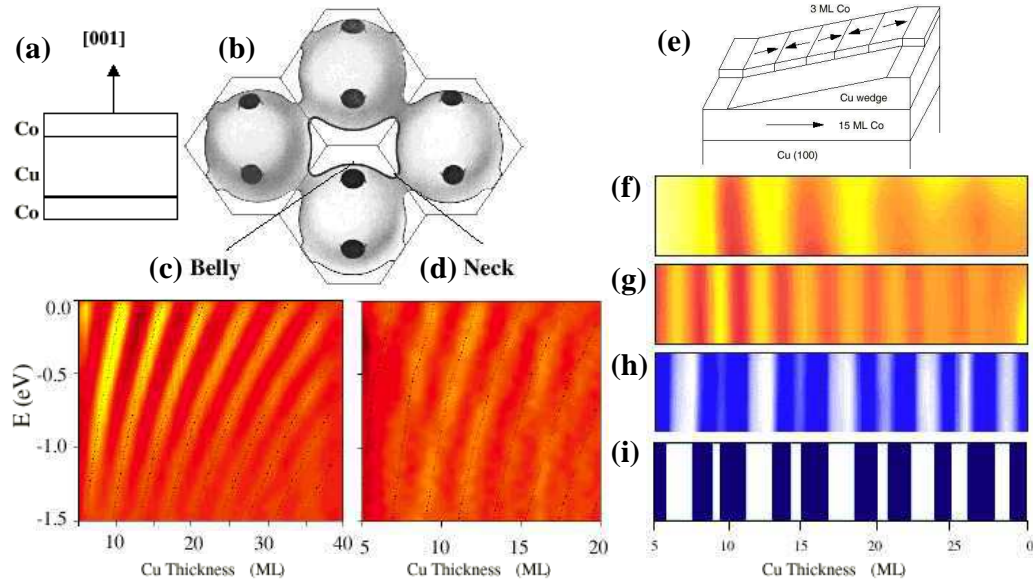 (a)
[001]
Co
Cu
Co
(b)
(c) Belly
(d) Neck
0.0
-0.5
-1.0
-1.5
E (eV)
10
20
30
40
Cu Thickness (ML)
5
10
15
20
Cu Thickness (ML)
(e)
3 ML Co
Cu wedge
15 ML Co
Cu (100)
(f)
(g)
(h)
(i)
5
10
15
20
25
0
Cu Thickness (ML)